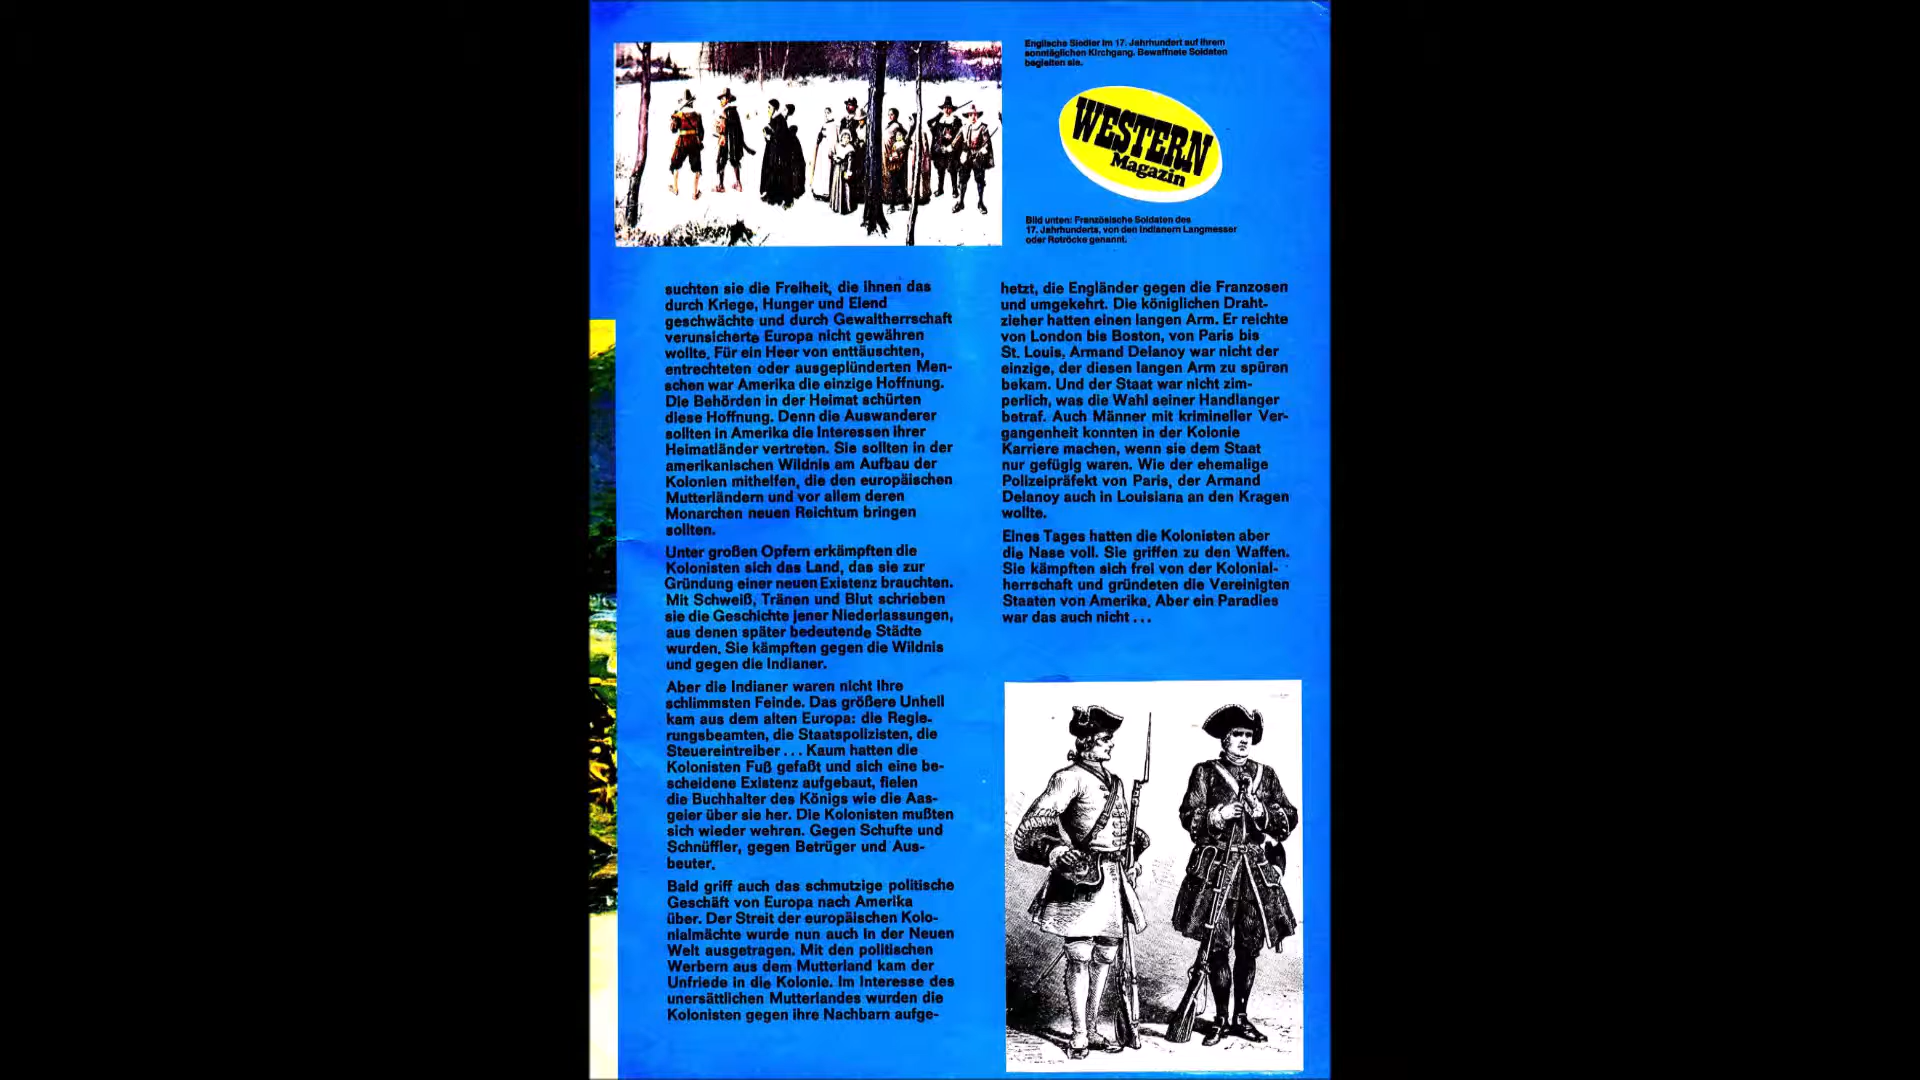 Englische Siedler im 17. Jahrhundert auf ihrem
sonntäglichen Kirchgang. Bewaffnete Soldaten
begleiten sie.
WESTERN
Magazin
Bild unten: Französische Soldaten des
17. Jahrhunderts, von den Indianern Langmesser
oder Rotröcke genannt.
suchten sie die Freiheit, die ihnen das
durch Kriege, Hunger und Elend
geschwächte und durch Gewaltherrschaft
verunsicherte Europa nicht gewähren
wollte. Für ein Heer von enttäuschten,
entrechteten oder ausgeplünderten Men-
schen war Amerika die einzige Hoffnung.
Die Behörden in der Heimat schürten
diese Hoffnung. Denn die Auswanderer
sollten in Amerika die Interessen ihrer
Heimatländer vertreten. Sie sollten in der
amerikanischen Wildnis am Aufbau der
Kolonien mithelfen, die den europäischen
Mutterländern und vor allem deren
Monarchen neuen Reichtum bringen
sollten.
Unter großen Opfern erkämpften die
Kolonisten sich das Land, das sie zur
Gründung einer neuen Existenz brauchten.
Mit Schweiß, Tränen und Blut schrieben
sie die Geschichte jener Niederlassungen,
aus denen später bedeutende Städte
wurden. Sie kämpften gegen die Wildnis
und gegen die Indianer.
Aber die Indianer waren nicht ihre
schlimmsten Feinde. Das größere Unheil
kam aus dem alten Europa: die Regie-
rungsbeamten, die Staatspolizisten, die
Steuereintreiber ... Kaum hatten die
Kolonisten Fuß gefaßt und sich eine be-
scheidene Existenz aufgebaut, fielen
die Buchhalter des Königs wie die Aas-
geier über sie her. Die Kolonisten mußten
sich wieder wehren. Gegen Schufte und
Schnüffler, gegen Betrüger und Aus-
beuter.
Bald griff auch das schmutzige politische
Geschäft von Europa nach Amerika
über. Der Streit der europäischen Kolo-
nialmächte wurde nun auch in der Neuen
Welt ausgetragen. Mit den politischen
Werbern aus dem Mutterland kam der
Unfriede in die Kolonie. Im Interesse des
unersättlichen Mutterlandes wurden die
Kolonisten gegen ihre Nachbarn aufge-
hetzt, die Engländer gegen die Franzosen
und umgekehrt. Die königlichen Draht-
zieher hatten einen langen Arm. Er reichte
von London bis Boston, von Paris bis
St. Louis, Armand Delanoy war nicht der
einzige, der diesen langen Arm zu spüren
bekam. Und der Staat war nicht zim-
perlich, was die Wahl seiner Handlanger
betraf. Auch Männer mit krimineller Ver-
gangenheit konnten in der Kolonie
Karriere machen, wenn sie dem Staat
nur gefügig waren. Wie der ehemalige
Polizeipräfekt von Paris, der Armand
Delanoy auch in Louisiana an den Kragen
wollte.
Eines Tages hatten die Kolonisten aber
die Nase voll. Sie griffen zu den Waffen.
Sie kämpften sich frei von der Kolonial-
herrschaft und gründeten die Vereinigten
Staaten von Amerika. Aber ein Paradies
war das auch nicht ...